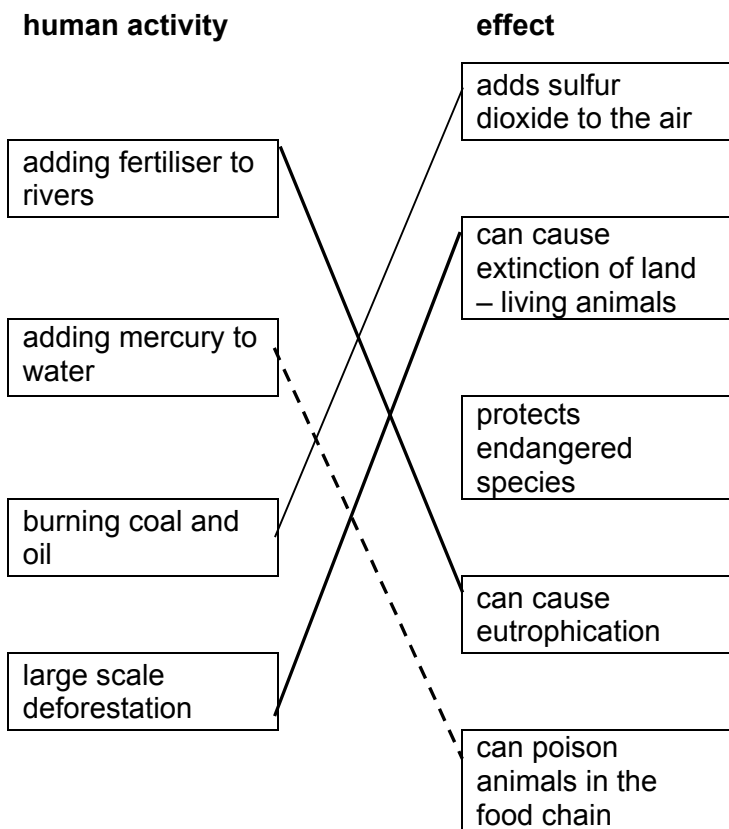 human activity
effect
adding fertiliser to
rivers
adding mercury to
water
burning coal and
oil
large scale
deforestation
adds sulfur
dioxide to the air
can cause
extinction of land
– living animals
protects
endangered
species
can cause
eutrophication
can poison
animals in the
food chain